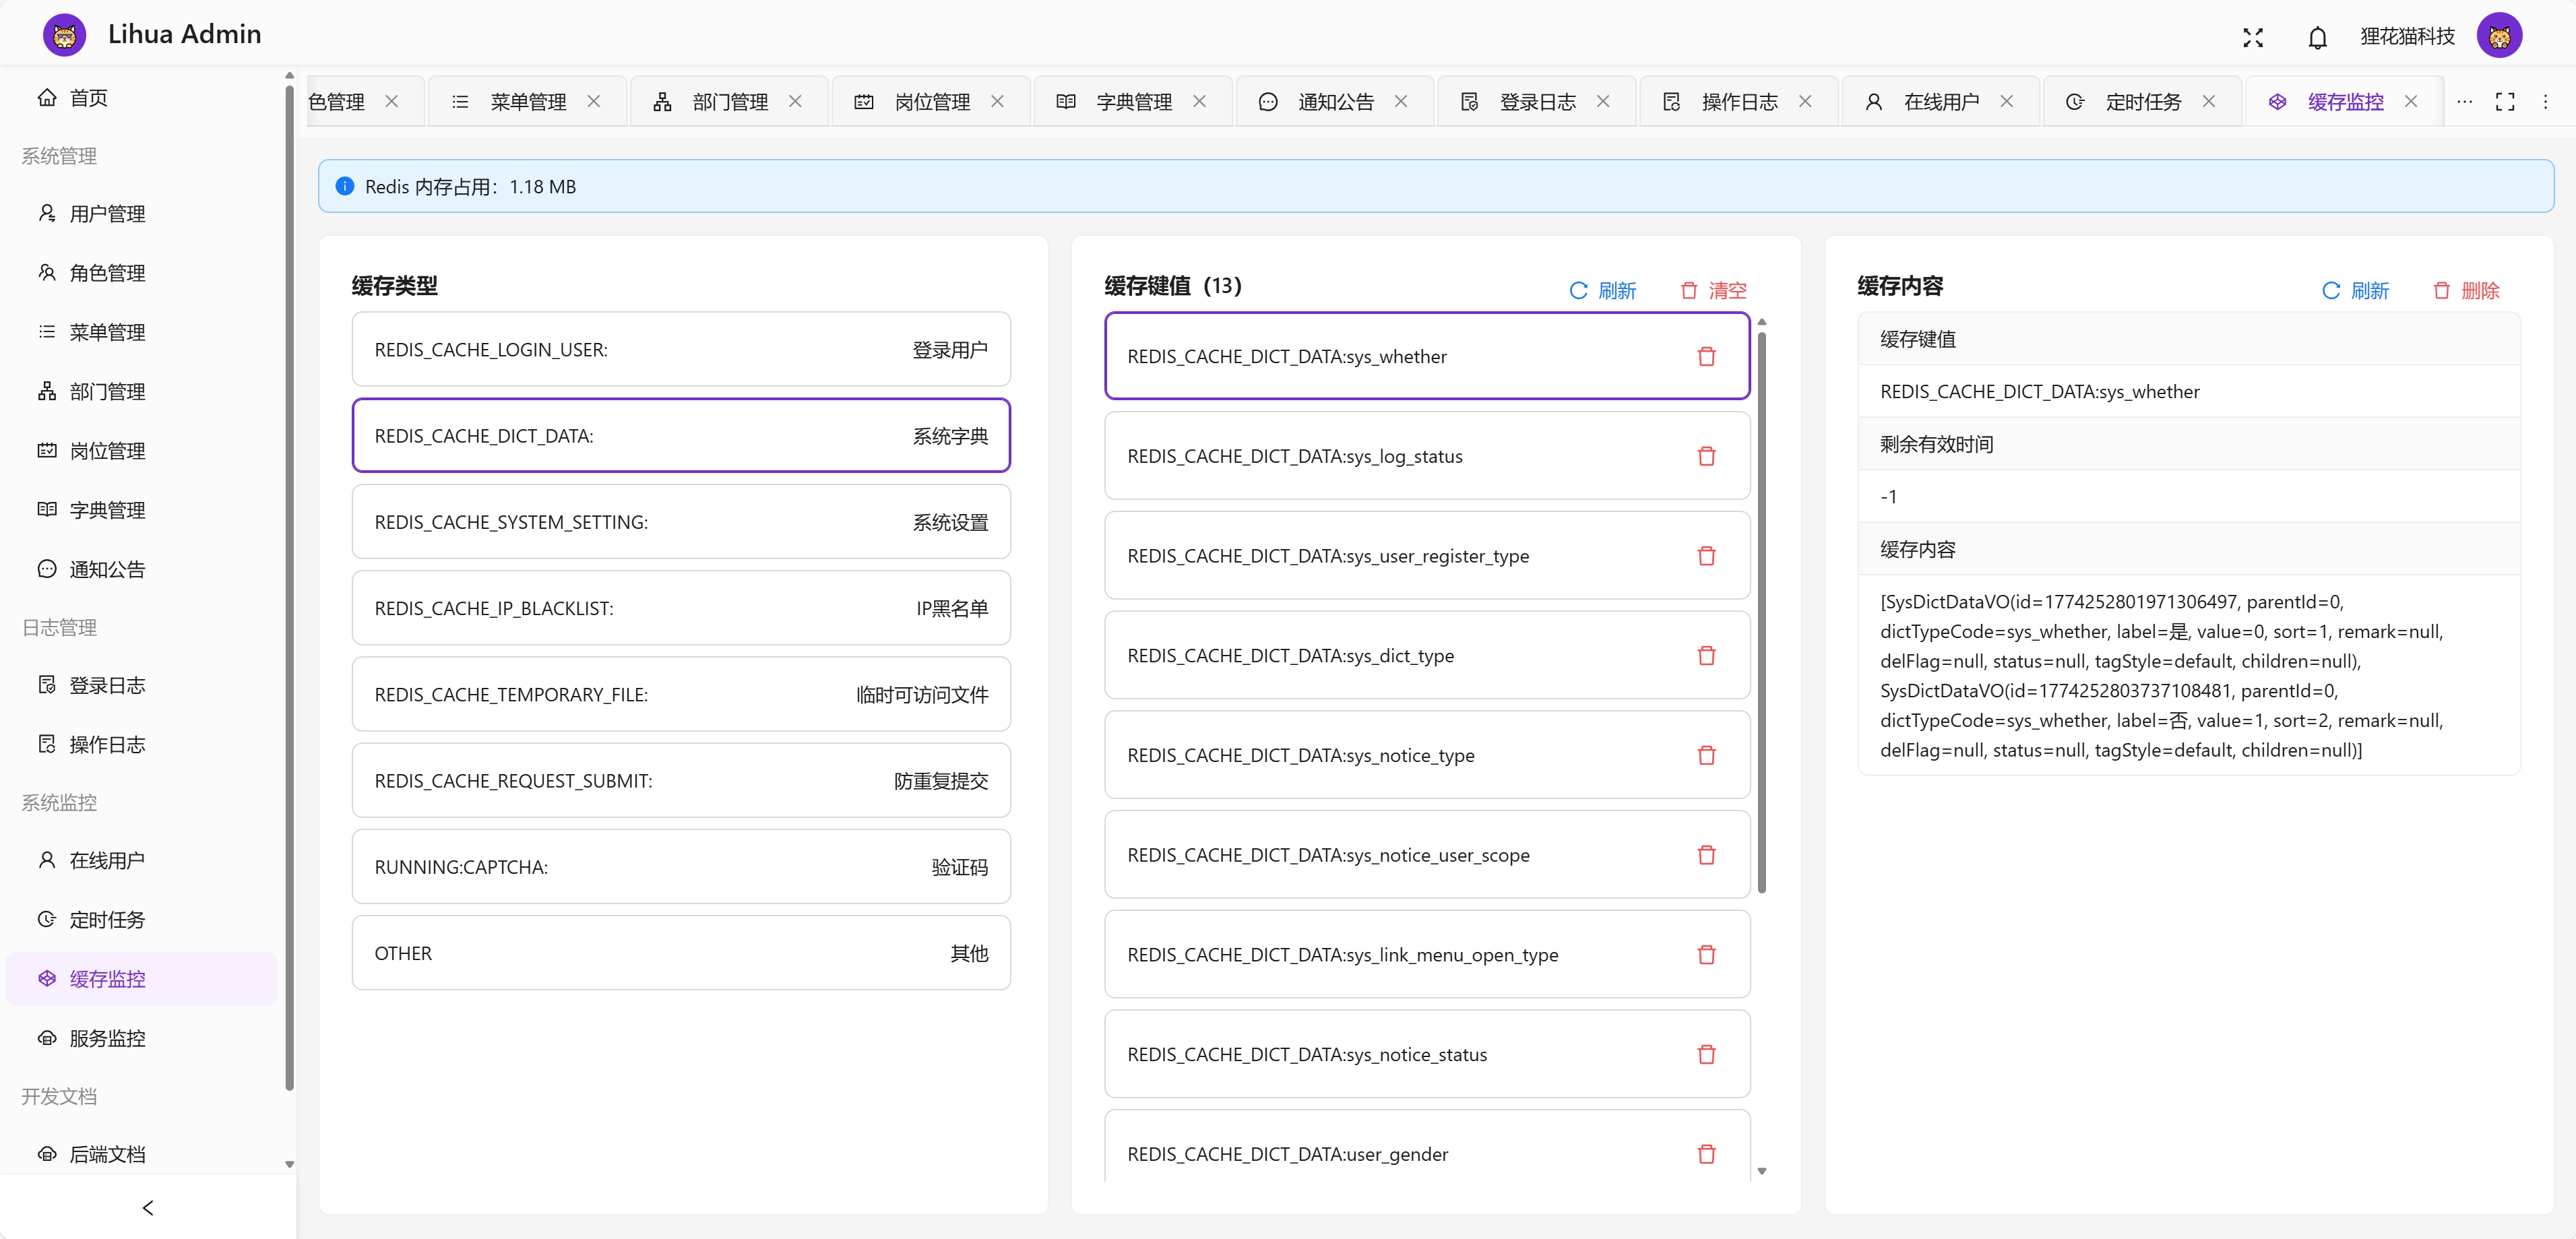 Lihua Admin
狸花猫科技
首页
系统管理
用户管理
角色管理
菜单管理
部门管理
岗位管理
字典管理
通知公告
日志管理
登录日志
操作日志
系统监控
在线用户
定时任务
缓存监控
服务监控
开发文档
后端文档
色管理
菜单管理
部门管理
岗位管理
字典管理
通知公告
登录日志
操作日志
在线用户
定时任务
缓存监控
Redis 内存占用：1.18 MB
缓存类型
REDIS_CACHE_LOGIN_USER: 登录用户
REDIS_CACHE_DICT_DATA: 系统字典
REDIS_CACHE_SYSTEM_SETTING: 系统设置
REDIS_CACHE_IP_BLACKLIST: IP黑名单
REDIS_CACHE_TEMPORARY_FILE: 临时可访问文件
REDIS_CACHE_REQUEST_SUBMIT: 防重复提交
RUNNING:CAPTCHA: 验证码
OTHER 其他
缓存键值（13） 刷新 清空
REDIS_CACHE_DICT_DATA:sys_whether
REDIS_CACHE_DICT_DATA:sys_log_status
REDIS_CACHE_DICT_DATA:sys_user_register_type
REDIS_CACHE_DICT_DATA:sys_dict_type
REDIS_CACHE_DICT_DATA:sys_notice_type
REDIS_CACHE_DICT_DATA:sys_notice_user_scope
REDIS_CACHE_DICT_DATA:sys_link_menu_open_type
REDIS_CACHE_DICT_DATA:sys_notice_status
REDIS_CACHE_DICT_DATA:user_gender
缓存内容 刷新 删除
缓存键值
REDIS_CACHE_DICT_DATA:sys_whether
剩余有效时间
-1
缓存内容
[SysDictDataVO(id=1774252801971306497, parentId=0,
dictTypeCode=sys_whether, label=是, value=0, sort=1, remark=null,
delFlag=null, status=null, tagStyle=default, children=null),
SysDictDataVO(id=1774252803737108481, parentId=0,
dictTypeCode=sys_whether, label=否, value=1, sort=2, remark=null,
delFlag=null, status=null, tagStyle=default, children=null)]